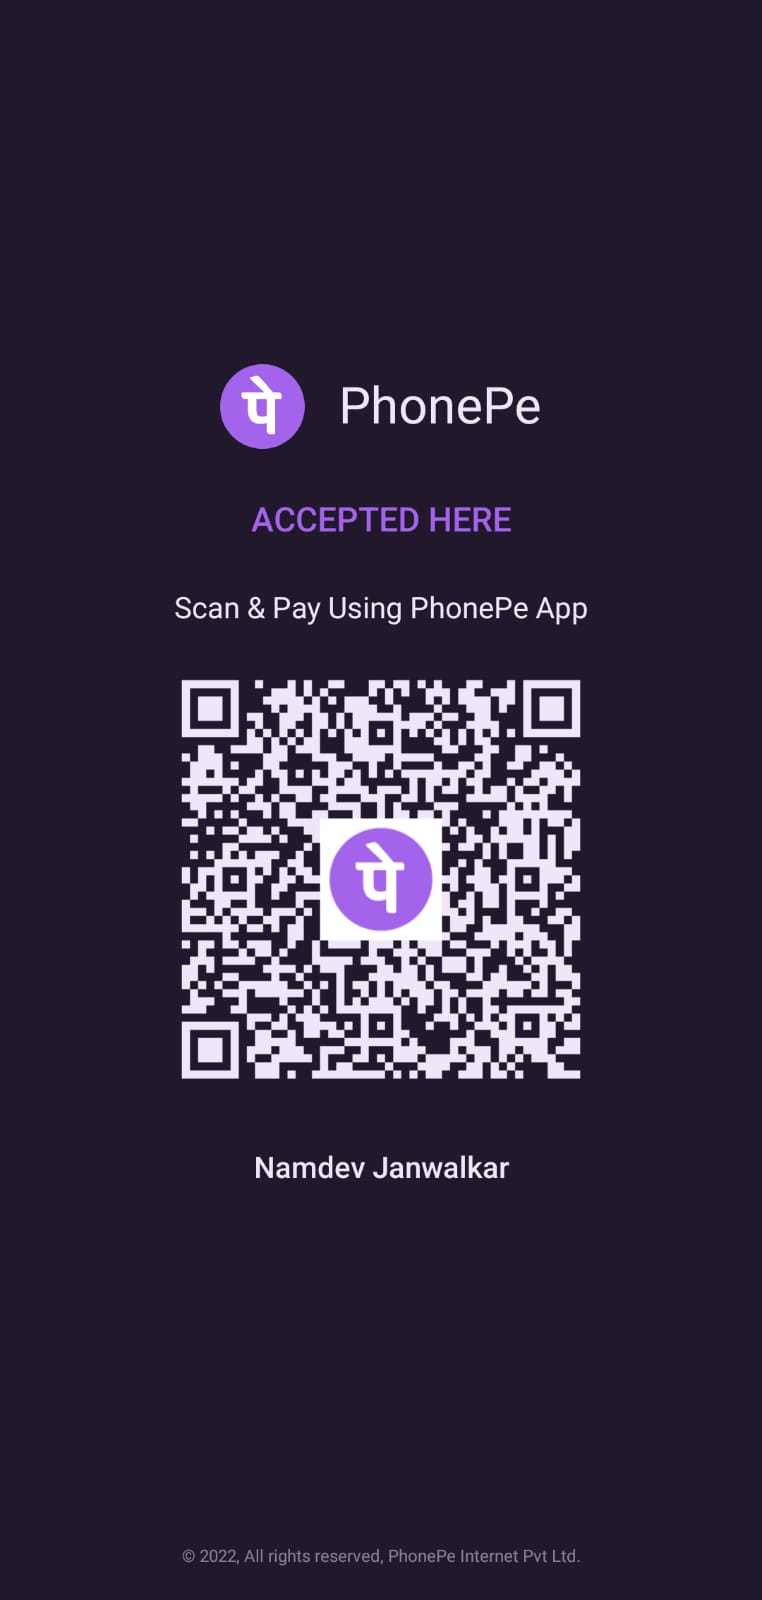 पे PhonePe
ACCEPTED HERE
Scan & Pay Using PhonePe App
पे
Namdev Janwalkar
© 2022, All rights reserved, PhonePe Internet Pvt Ltd.